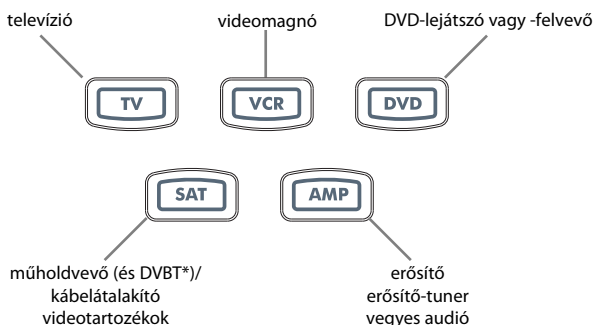 televízió
videomagnó
DVD-lejátszó vagy -felvevő
TV
VCR
DVD
SAT
AMP
műholdvevő (és DVBT*)/
kábelátalakító
videotartozékok
erősítő
erősítő-tuner
vegyes audió